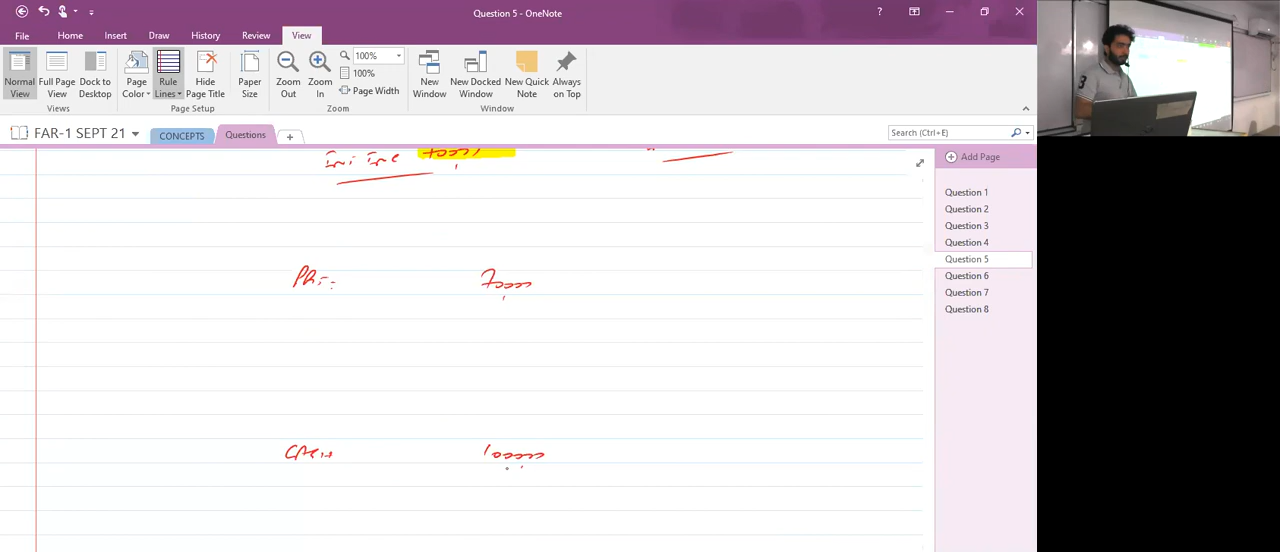 Question 5 - OneNote
?
File Home Insert Draw History Review View
Normal View
Full Page View
Dock to Desktop
Page Color
Rule Lines
Hide Page Title
Paper Size
Zoom Out
Zoom In
100%
100%
Page Width
New Window
New Docked Window
New Quick Note
Always on Top
Views Page Setup Zoom Window
FAR-1 SEPT 21 CONCEPTS Questions
Search (Ctrl+E)
Add Page
Question 1
Question 2
Question 3
Question 4
Question 5
Question 6
Question 7
Question 8